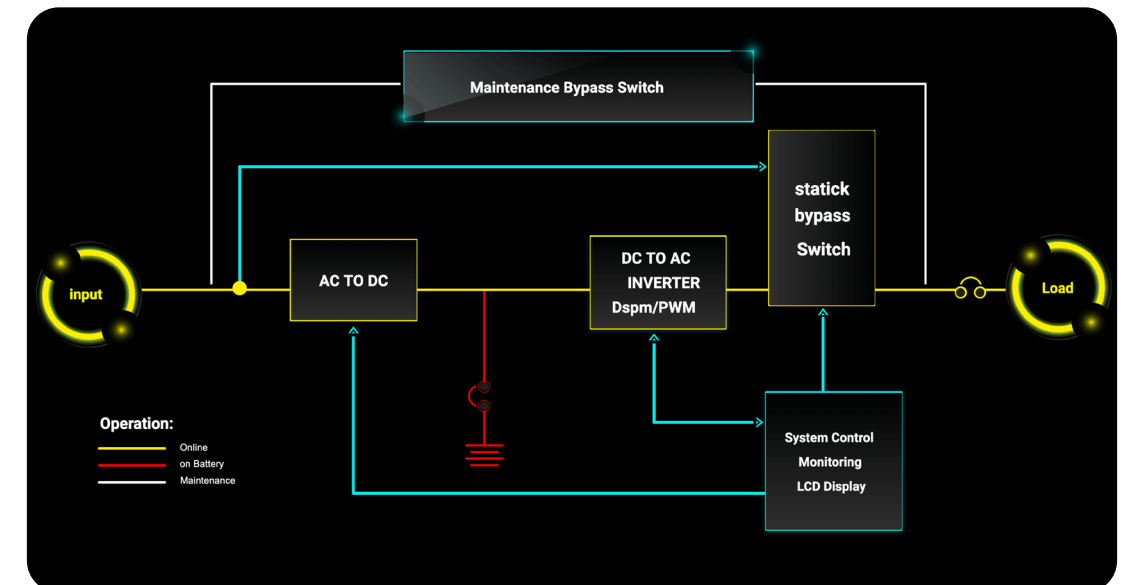 Maintenance Bypass Switch
statick
bypass
Switch
input
AC TO DC
DC TO AC
INVERTER
Dspm/PWM
Load
Operation:
Online
on Battery
Maintenance
System Control
Monitoring
LCD Display